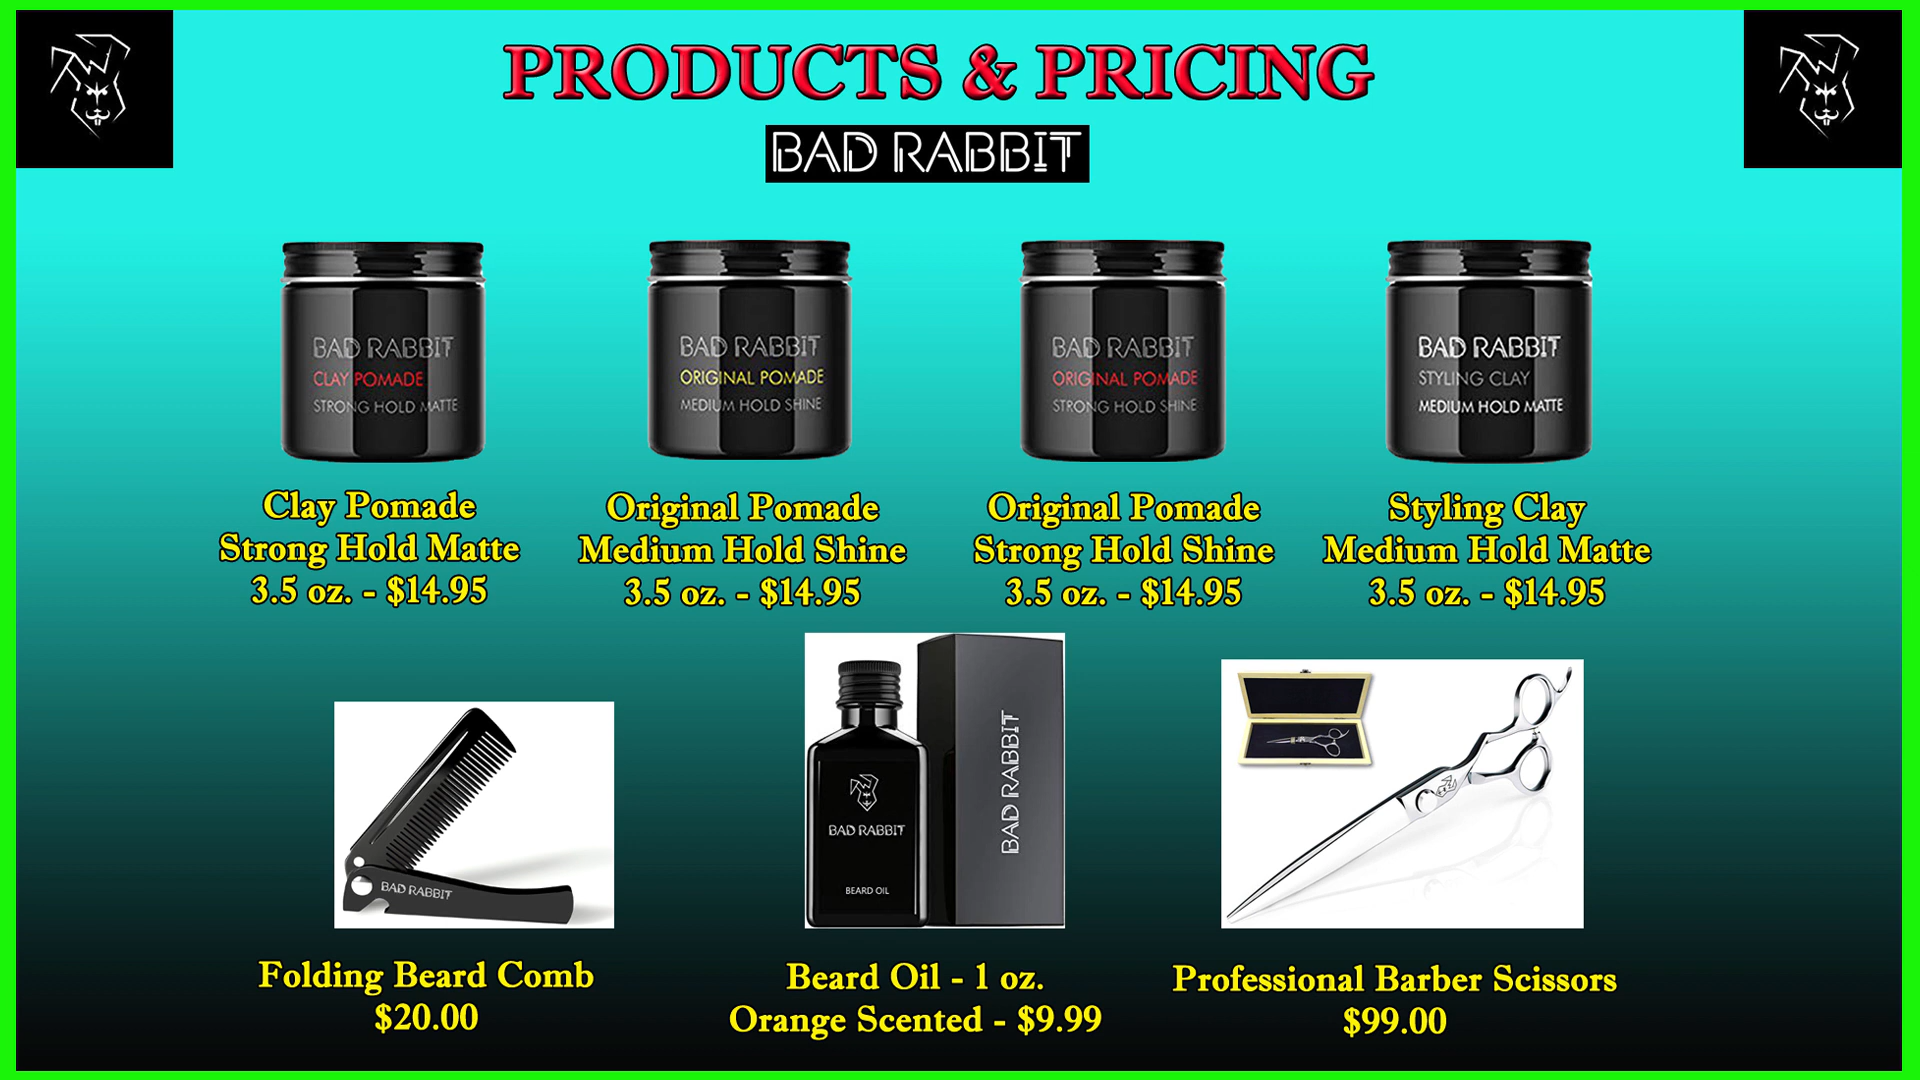 PRODUCTS & PRICING
BAD RABBIT
BAD RABBIT
CLAY POMADE
STRONG HOLD MATTE
BAD RABBIT
ORIGINAL POMADE
MEDIUM HOLD SHINE
BAD RABBIT
ORIGINAL POMADE
STRONG HOLD SHINE
BAD RABBIT
STYLING CLAY
MEDIUM HOLD MATTE
Clay Pomade
Strong Hold Matte
3.5 oz. - $14.95
Original Pomade
Medium Hold Shine
3.5 oz. - $14.95
Original Pomade
Strong Hold Shine
3.5 oz. - $14.95
Styling Clay
Medium Hold Matte
3.5 oz. - $14.95
BAD RABBIT
BAD RABBIT
BEARD OIL
BAD RABBIT
Folding Beard Comb
$20.00
Beard Oil - 1 oz.
Orange Scented - $9.99
Professional Barber Scissors
$99.00